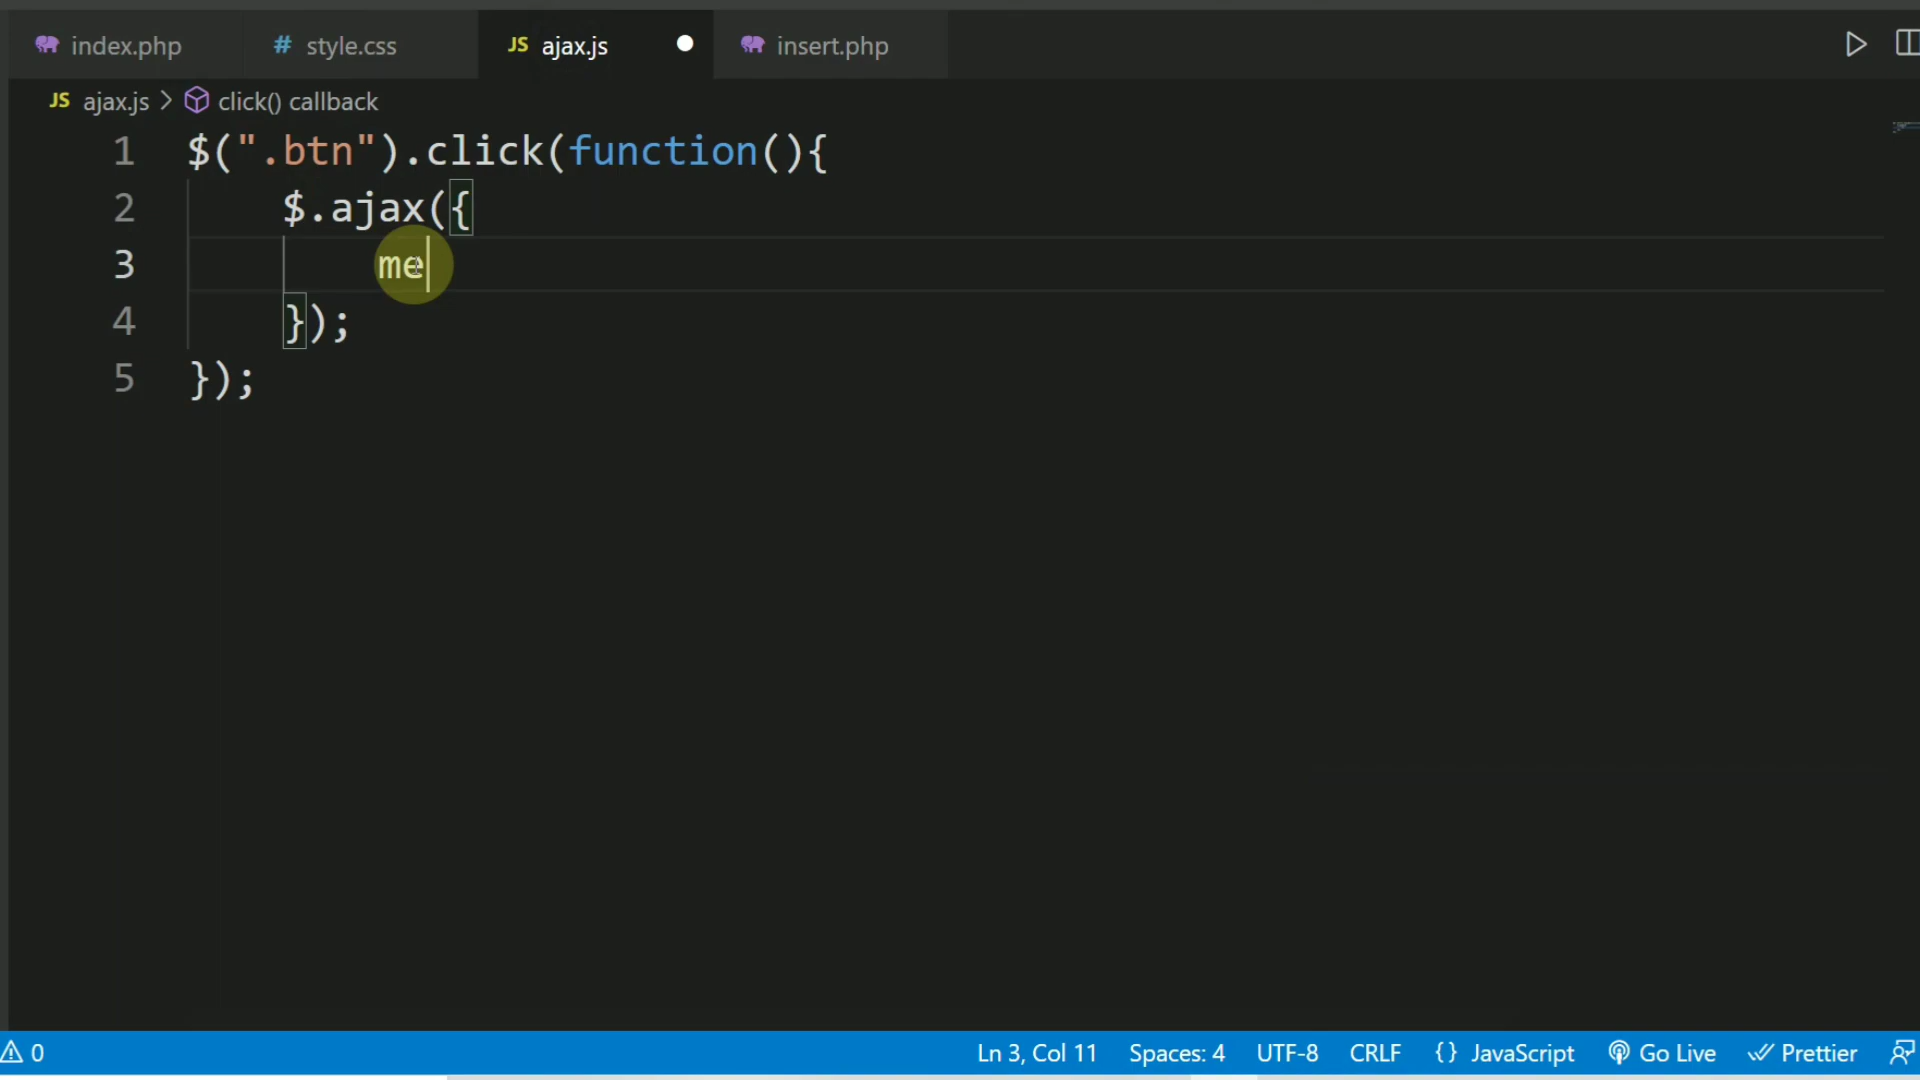 index.php # style.css JS ajax.js insert.php
JS ajax.js > click() callback
1 $(".btn").click(function(){
2 $.ajax({
3 me
4 });
5 });
0 Ln 3, Col 11 Spaces: 4 UTF-8 CRLF {} JavaScript Go Live Prettier